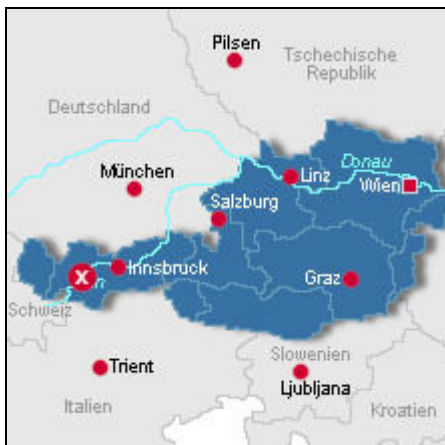 Pilsen
Tschechische
Republik
Deutschland
München
Linz
Donau
Wien
Salzburg
Innsbruck
X
Graz
Schweiz
Trient
Slowenien
Ljubljana
Italien
Kroatien